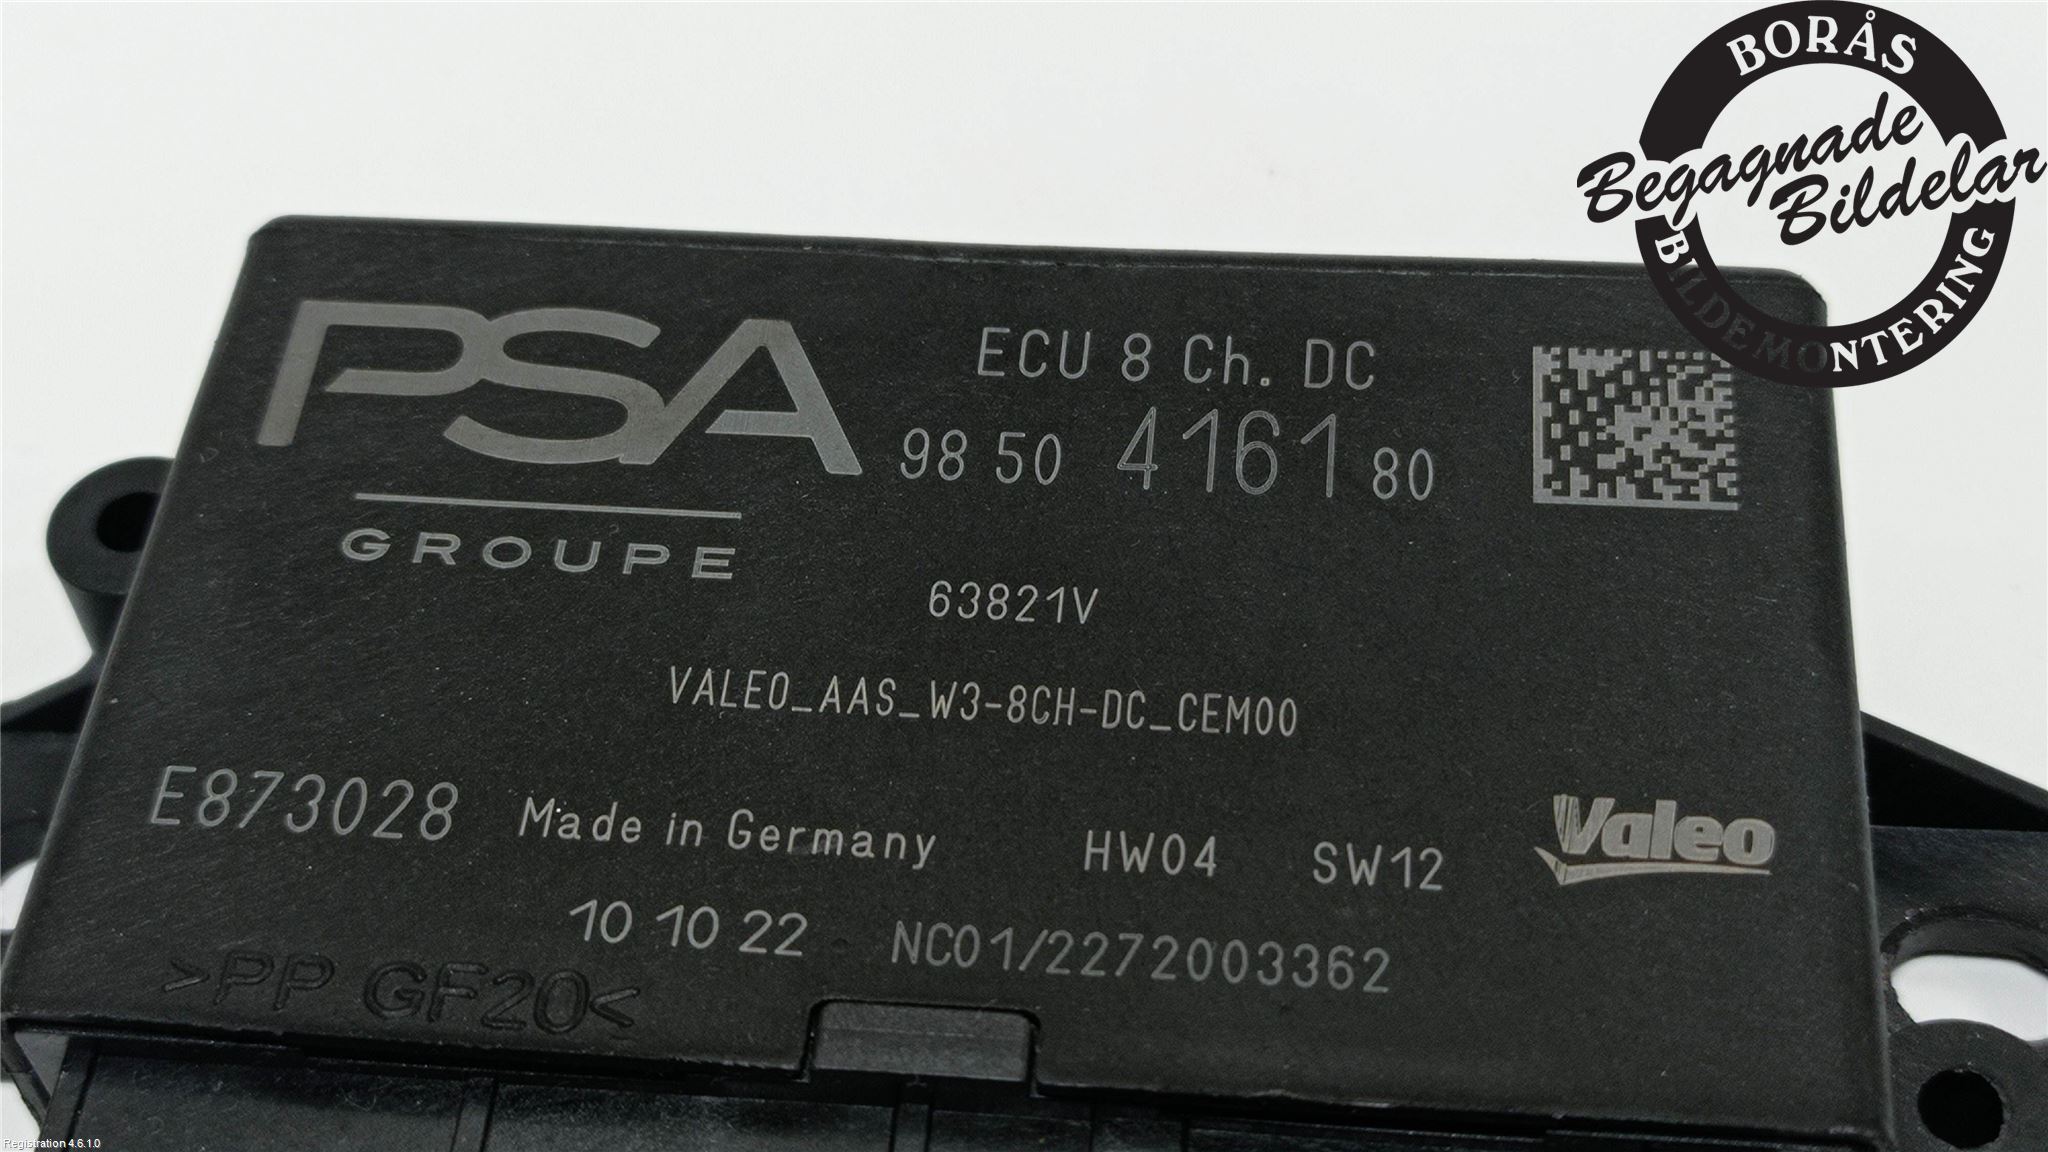 BORÅS
Begagnade
Bildelar
BILDEMONTERING
PSA
GROUPE
ECU 8 Ch. DC
98 50 4161 80
63821V
VALEO_AAS_W3-8CH-DC_CEM00
E873028 Made in Germany HW04 SW12 Valeo
10 10 22 NC01/2272003362
>PP GF20<
Registration 4.6.1.0